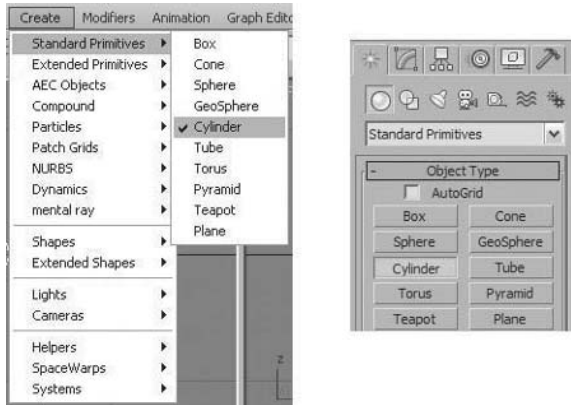 Create Modifiers Animation Graph Edito
Standard Primitives
Extended Primitives
AEC Objects
Compound
Particles
Patch Grids
NURBS
Dynamics
mental ray
Shapes
Extended Shapes
Lights
Cameras
Helpers
SpaceWarps
Systems
Box
Cone
Sphere
GeoSphere
Cylinder
Tube
Torus
Pyramid
Teapot
Plane
z
Standard Primitives
- Object Type
AutoGrid
Box Cone
Sphere GeoSphere
Cylinder Tube
Torus Pyramid
Teapot Plane